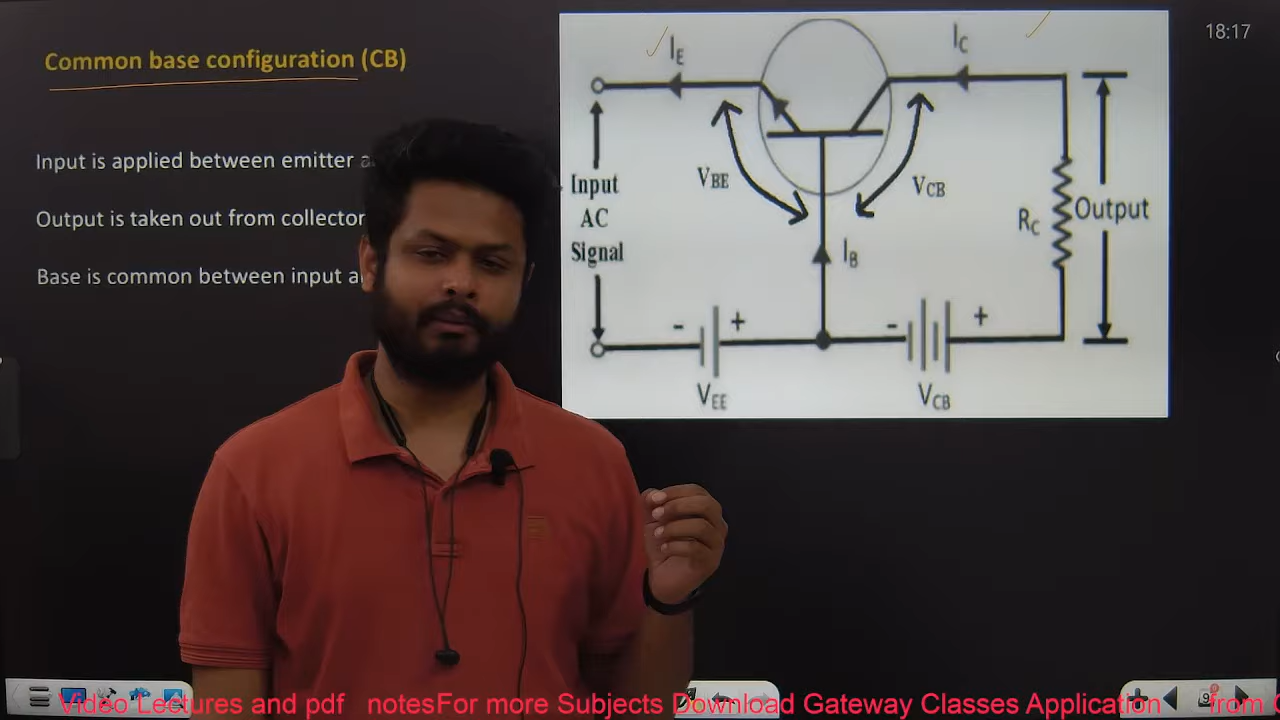 Common base configuration (CB)
18:17
Input is applied between emitter
Output is taken out from collector
Base is common between input
IE
IC
VBE
VCB
Input
AC
Signal
IB
RC
Output
- +
- +
VEE
VCB
Video Lectures and pdf notesFor more Subjects Download Gateway Classes Application from